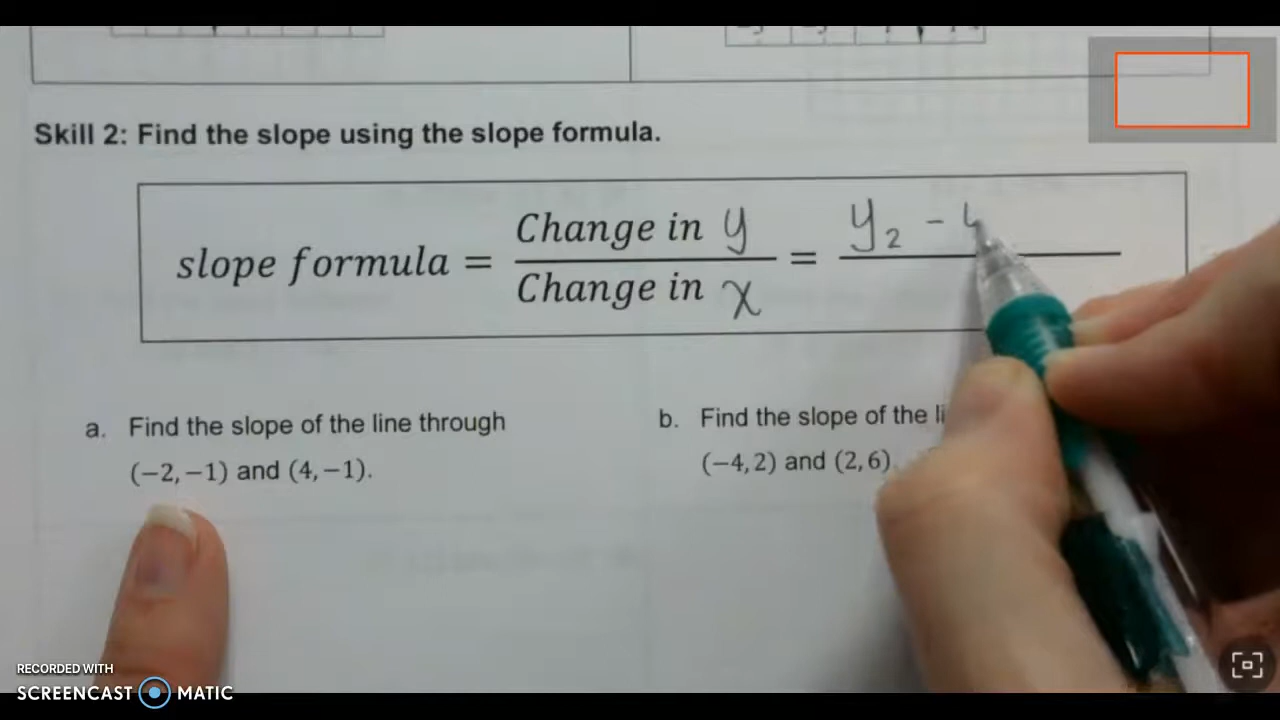 Skill 2: Find the slope using the slope formula.
slope formula = Change in y / Change in x = y₂ -
a. Find the slope of the line through
(−2, −1) and (4, −1).
b. Find the slope of the
(−4, 2) and (2, 6).
RECORDED WITH
SCREENCAST MATIC